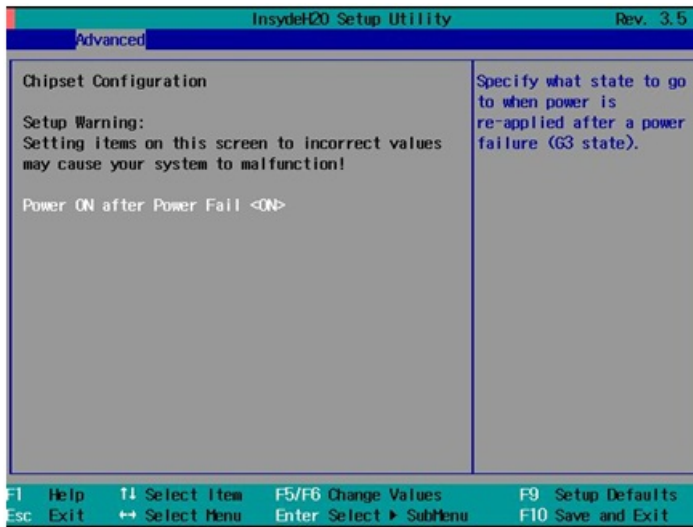 InsydeH20 Setup Utility Rev. 3.5
Advanced
Chipset Configuration
Setup Warning:
Setting items on this screen to incorrect values
may cause your system to malfunction!
Power ON after Power Fail <ON>
Specify what state to go
to when power is
re-applied after a power
failure (G3 state).
F1 Help ↑↓ Select Item F5/F6 Change Values F9 Setup Defaults
Esc Exit ↔ Select Menu Enter Select ▶ SubMenu F10 Save and Exit